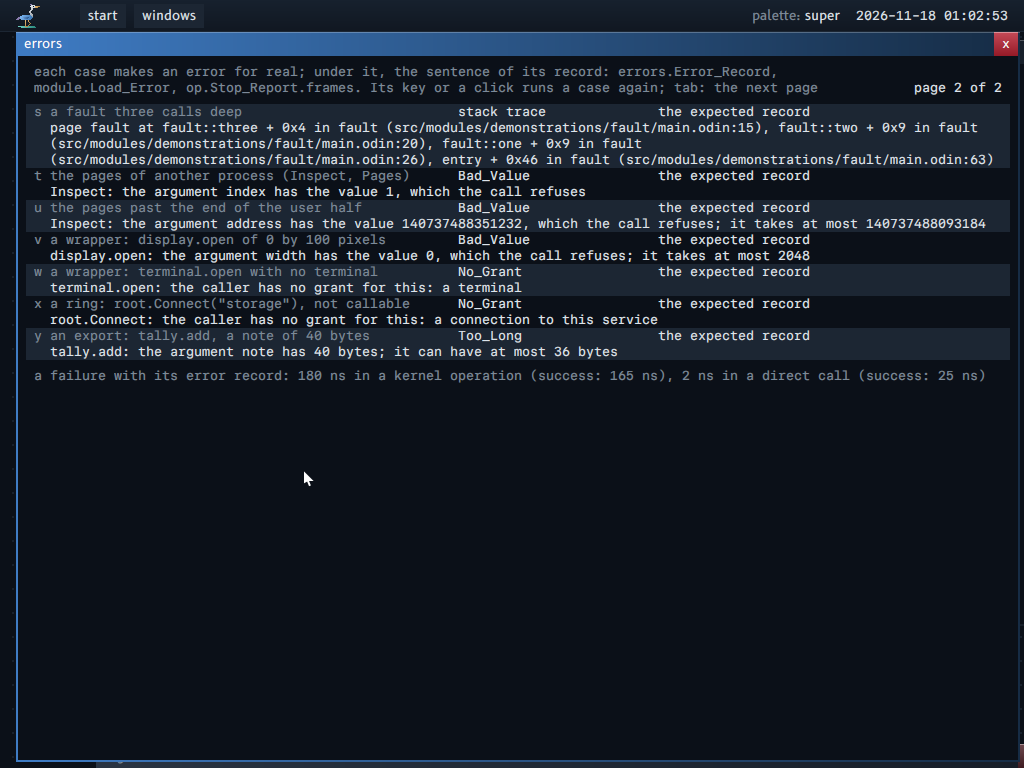 start windows palette: super 2026-11-18 01:02:53
errors x
each case makes an error for real; under it, the sentence of its record: errors.Error_Record,
module.Load_Error, op.Stop_Report.frames. Its key or a click runs a case again; tab: the next page page 2 of 2
s a fault three calls deep stack trace the expected record
page fault at fault::three + 0x4 in fault (src/modules/demonstrations/fault/main.odin:15), fault::two + 0x9 in fault
(src/modules/demonstrations/fault/main.odin:20), fault::one + 0x9 in fault
(src/modules/demonstrations/fault/main.odin:26), entry + 0x46 in fault (src/modules/demonstrations/fault/main.odin:63)
t the pages of another process (Inspect, Pages) Bad_Value the expected record
Inspect: the argument index has the value 1, which the call refuses
u the pages past the end of the user half Bad_Value the expected record
Inspect: the argument address has the value 140737488351232, which the call refuses; it takes at most 140737488093184
v a wrapper: display.open of 0 by 100 pixels Bad_Value the expected record
display.open: the argument width has the value 0, which the call refuses; it takes at most 2048
w a wrapper: terminal.open with no terminal No_Grant the expected record
terminal.open: the caller has no grant for this: a terminal
x a ring: root.Connect("storage"), not callable No_Grant the expected record
root.Connect: the caller has no grant for this: a connection to this service
y an export: tally.add, a note of 40 bytes Too_Long the expected record
tally.add: the argument note has 40 bytes; it can have at most 36 bytes
a failure with its error record: 180 ns in a kernel operation (success: 165 ns), 2 ns in a direct call (success: 25 ns)